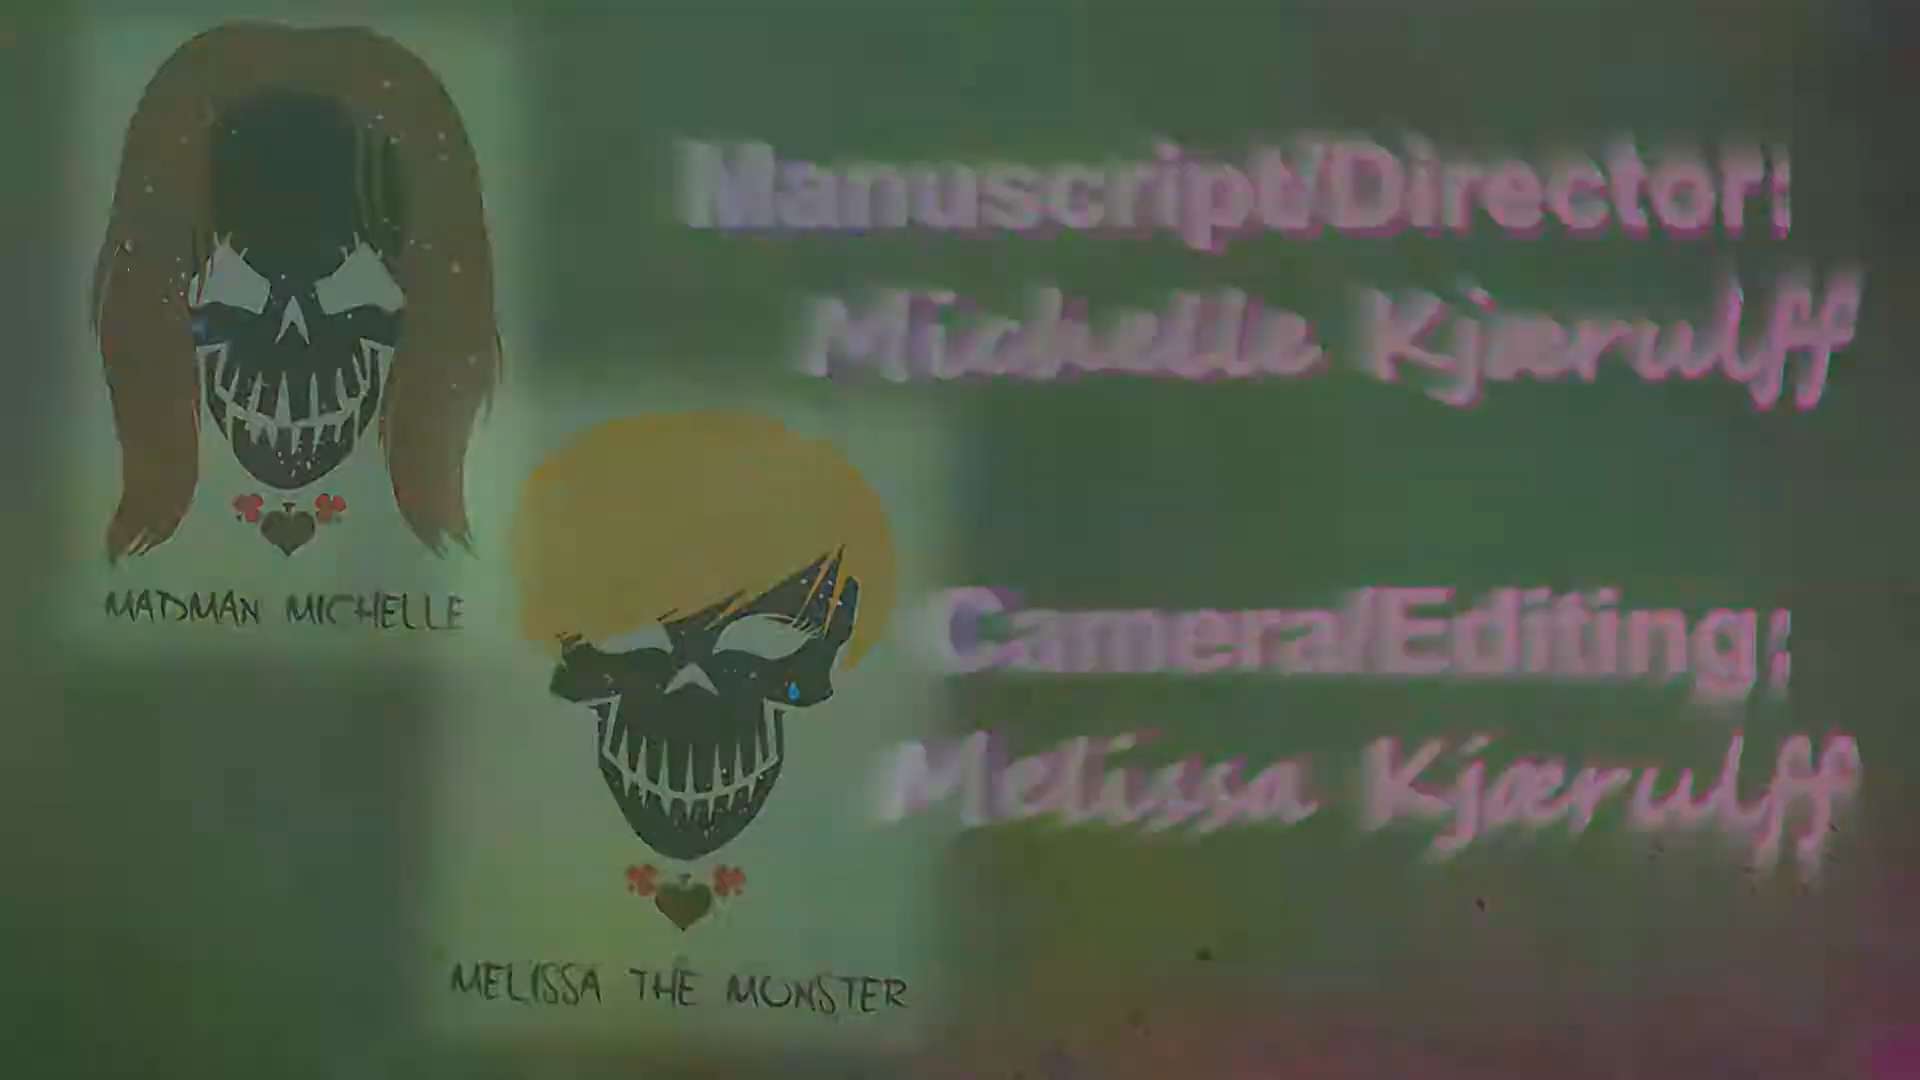 Manuscript/Director:
Michelle Kjærulff
MADMAN MICHELLE
Camera/Editing:
Melissa Kjærulff
MELISSA THE MONSTER